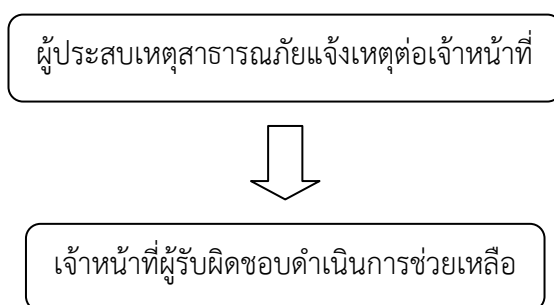 ผู้ประสบเหตุสาธารณภัยแจ้งเหตุต่อเจ้าหน้าที่
เจ้าหน้าที่ผู้รับผิดชอบดำเนินการช่วยเหลือ